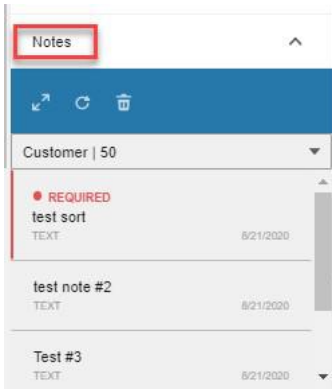 Notes
Customer | 50
REQUIRED
test sort
TEXT 8/21/2020
test note #2
TEXT 8/21/2020
Test #3
TEXT 8/21/2020